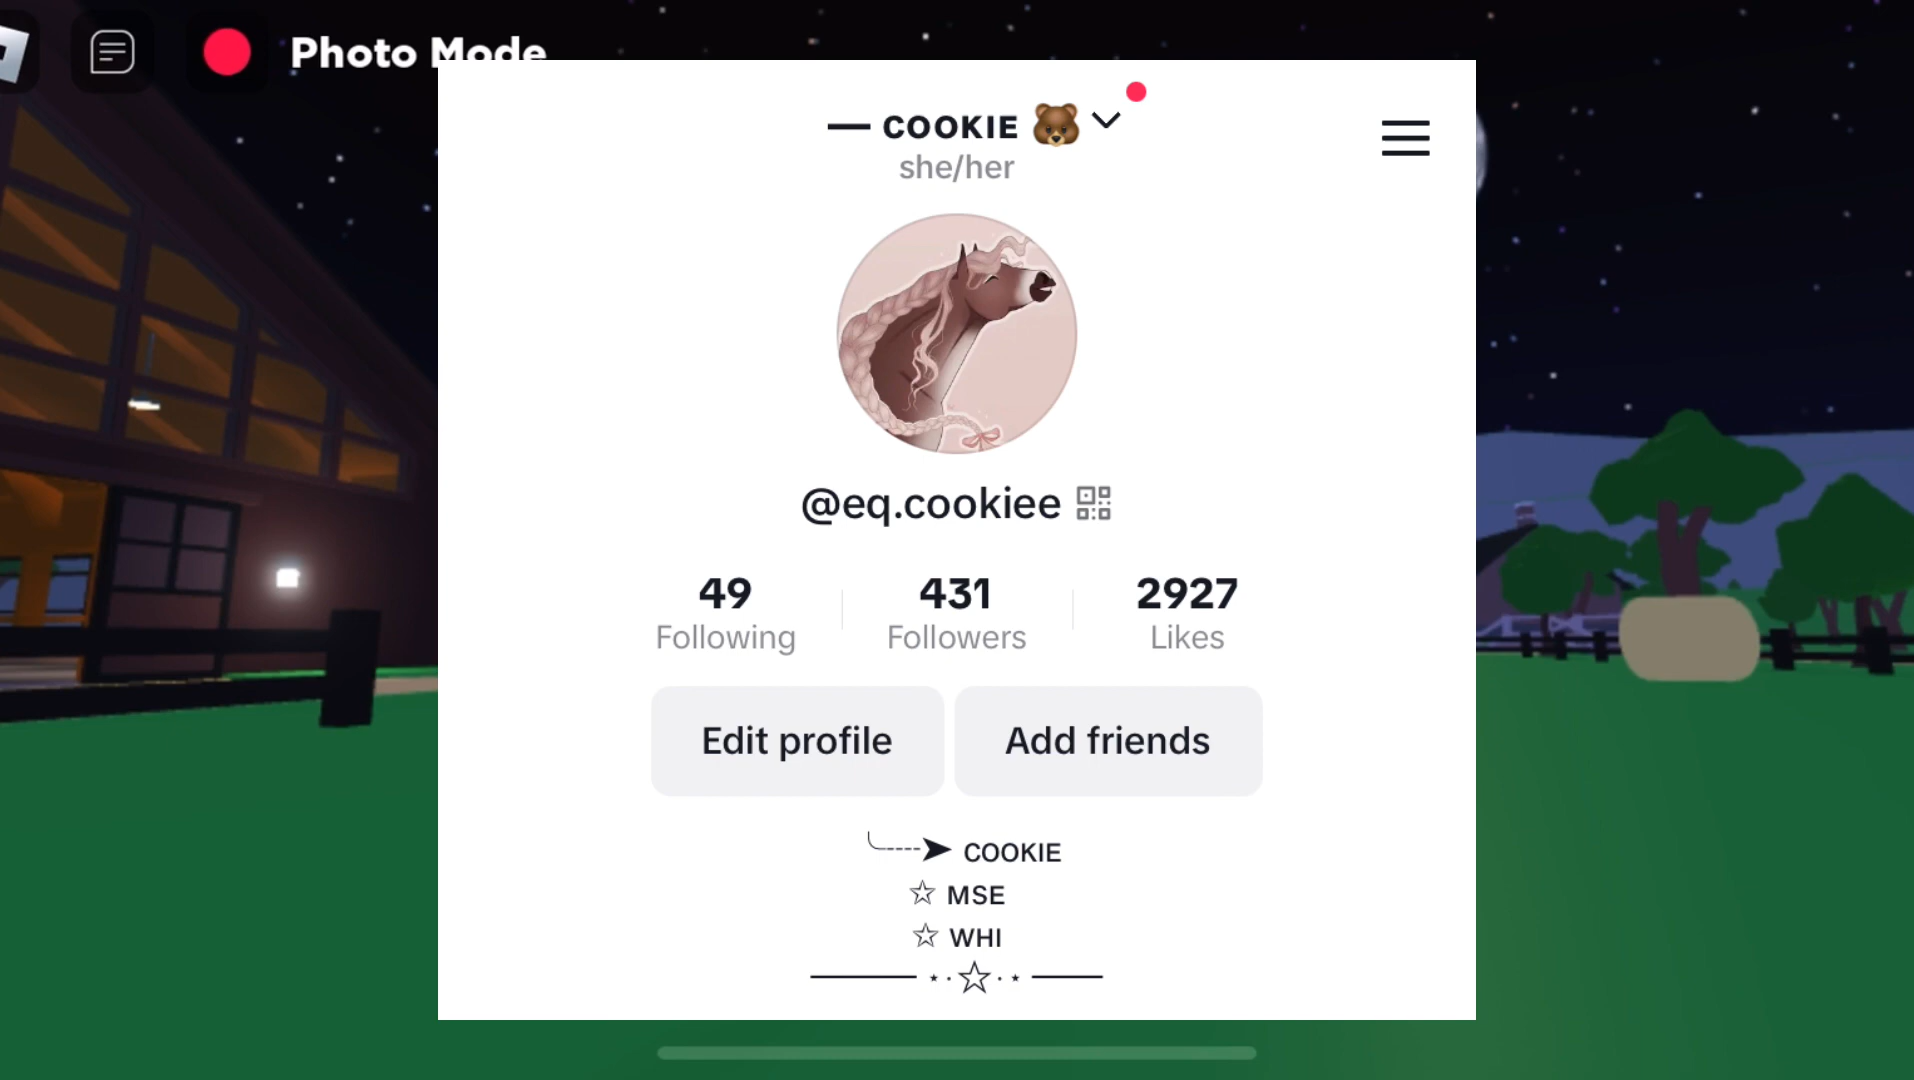 Photo Mode
— COOKIE 🐻
she/her
@eq.cookiee
49 Following
431 Followers
2927 Likes
Edit profile
Add friends
COOKIE
☆ MSE
☆ WHI